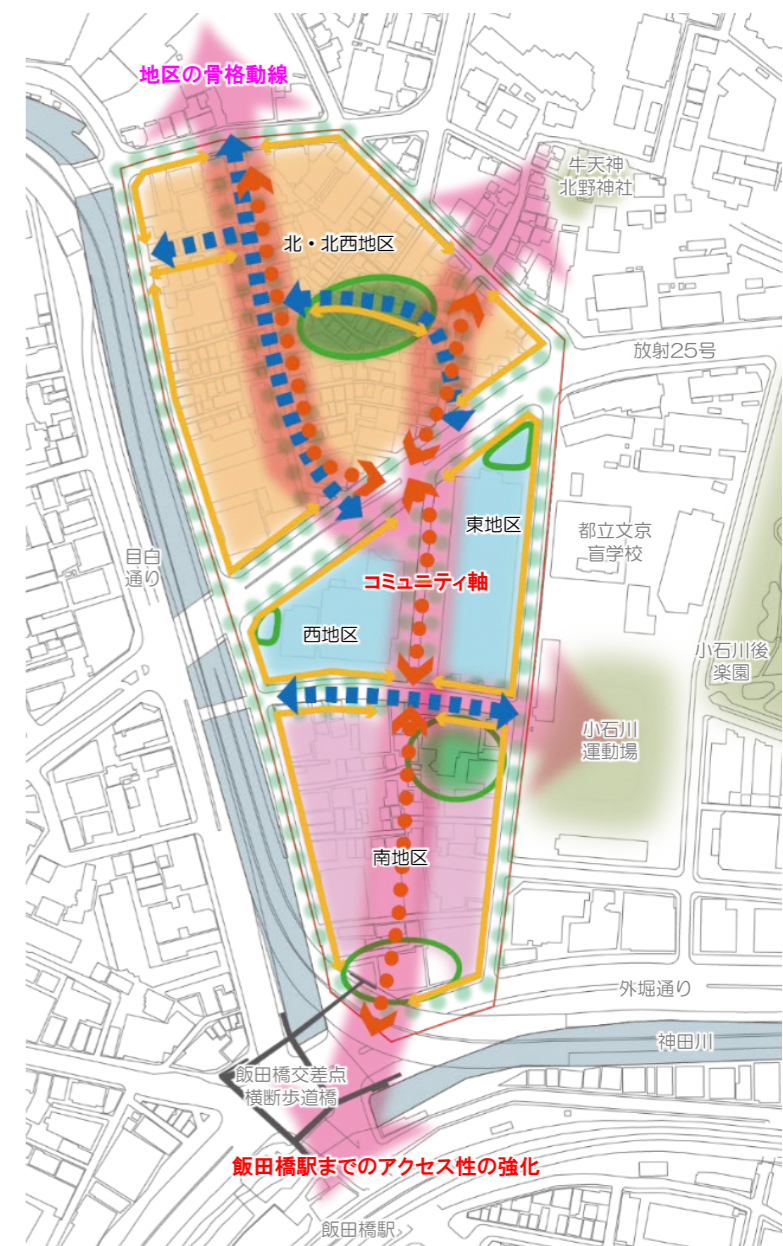 地区の骨格動線
牛天神
北野神社
北・北西地区
放射25号
東地区
都立文京
盲学校
目白
通り
コミュニティ軸
西地区
小石川後
楽園
小石川
運動場
南地区
外堀通り
神田川
飯田橋交差点
横断歩道橋
飯田橋駅までのアクセス性の強化
飯田橋駅